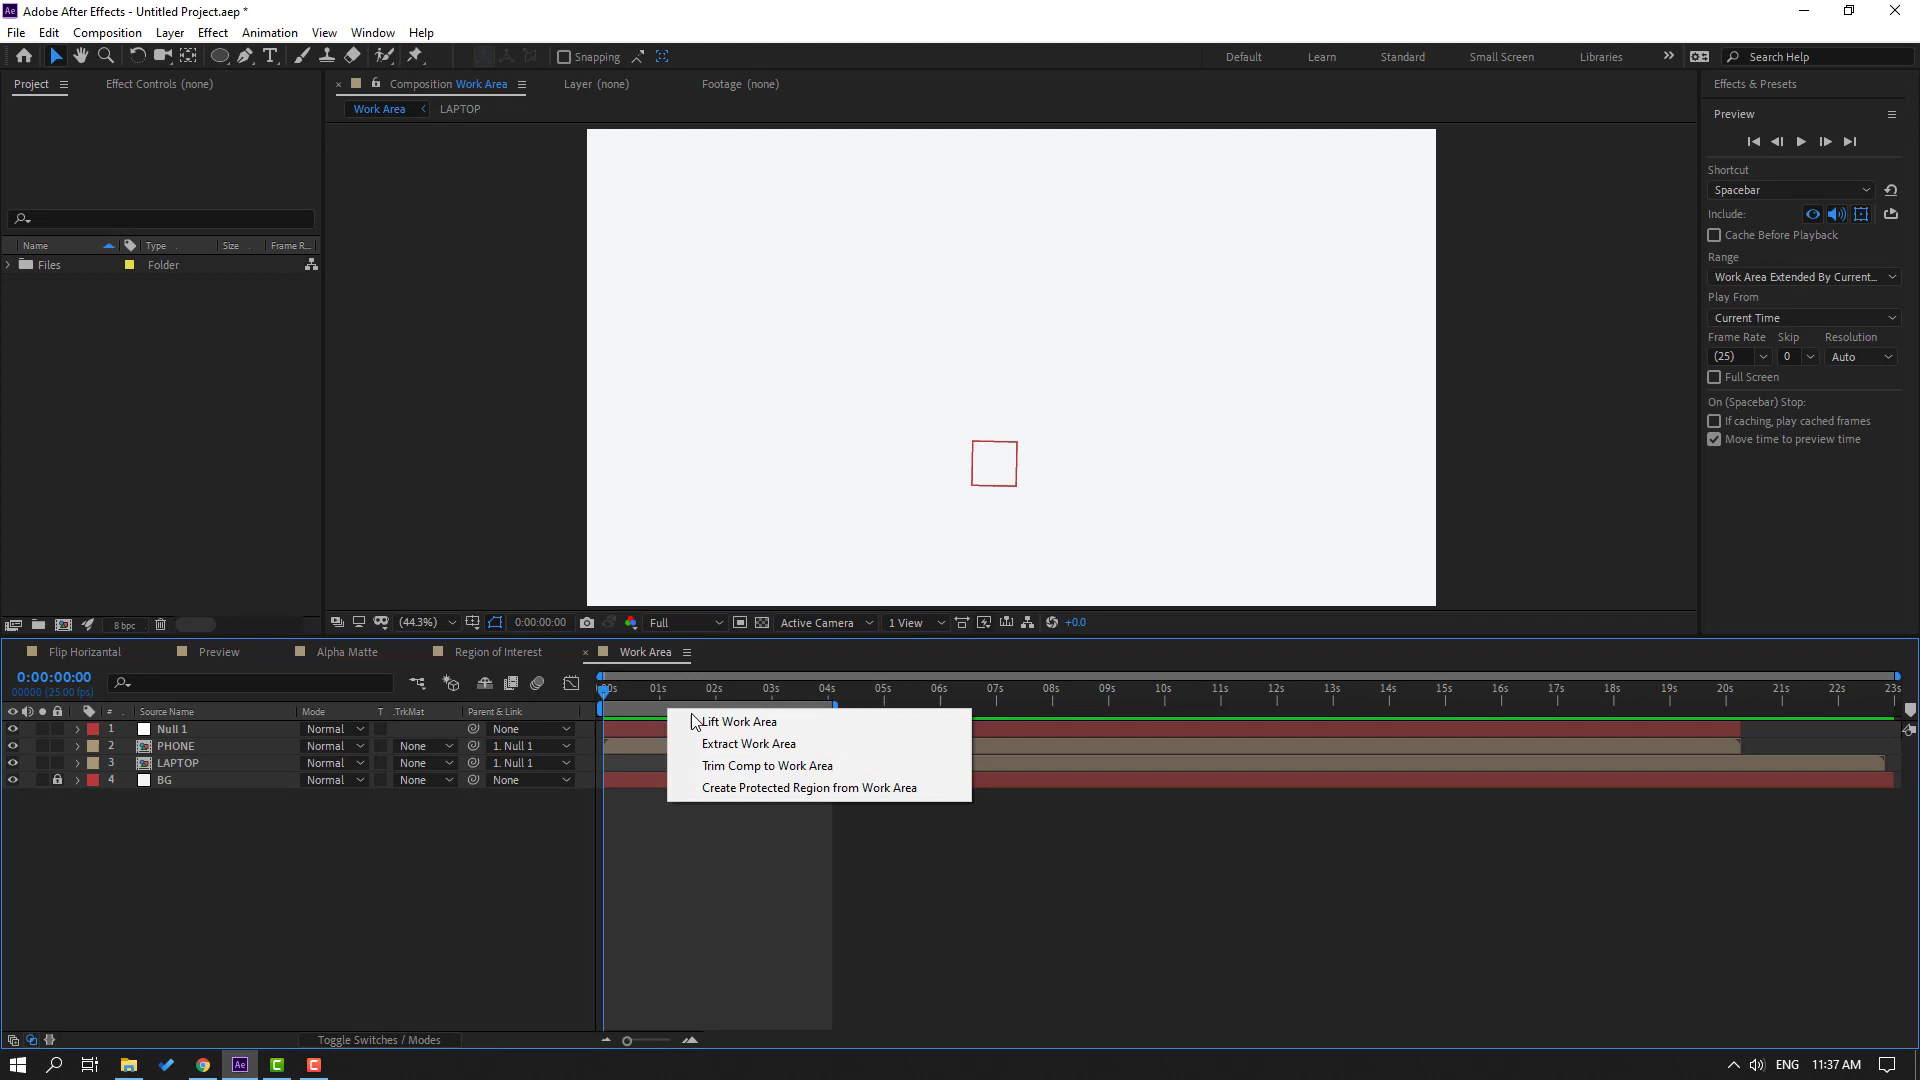 Adobe After Effects - Untitled Project.aep *
File Edit Composition Layer Effect Animation View Window Help
Snapping Default Learn Standard Small Screen Libraries Search Help
Project Effect Controls (none) Composition Work Area Layer (none) Footage (none) Effects & Presets
Work Area LAPTOP
Preview
Shortcut
Spacebar
Include:
Cache Before Playback
Range
Work Area Extended By Current...
Play From
Current Time
Frame Rate Skip Resolution
(25) 0 Auto
Full Screen
On (Spacebar) Stop:
If caching, play cached frames
Move time to preview time
Name Type Size Frame R...
Files Folder
8 bpc (44.3%) 0:00:00:00 Full Active Camera 1 View +0.0
Flip Horizantal Preview Alpha Matte Region of Interest Work Area
0:00:00:00
00000 (25.00 fps)
00s 01s 02s 03s 04s 05s 06s 07s 08s 09s 10s 11s 12s 13s 14s 15s 16s 17s 18s 19s 20s 21s 22s 23s
# Source Name Mode T .TrkMat Parent & Link
1 Null 1 Normal None
2 PHONE Normal None 1. Null 1
3 LAPTOP Normal None 1. Null 1
4 BG Normal None None
Lift Work Area
Extract Work Area
Trim Comp to Work Area
Create Protected Region from Work Area
Toggle Switches / Modes
Ae C C ENG 11:37 AM